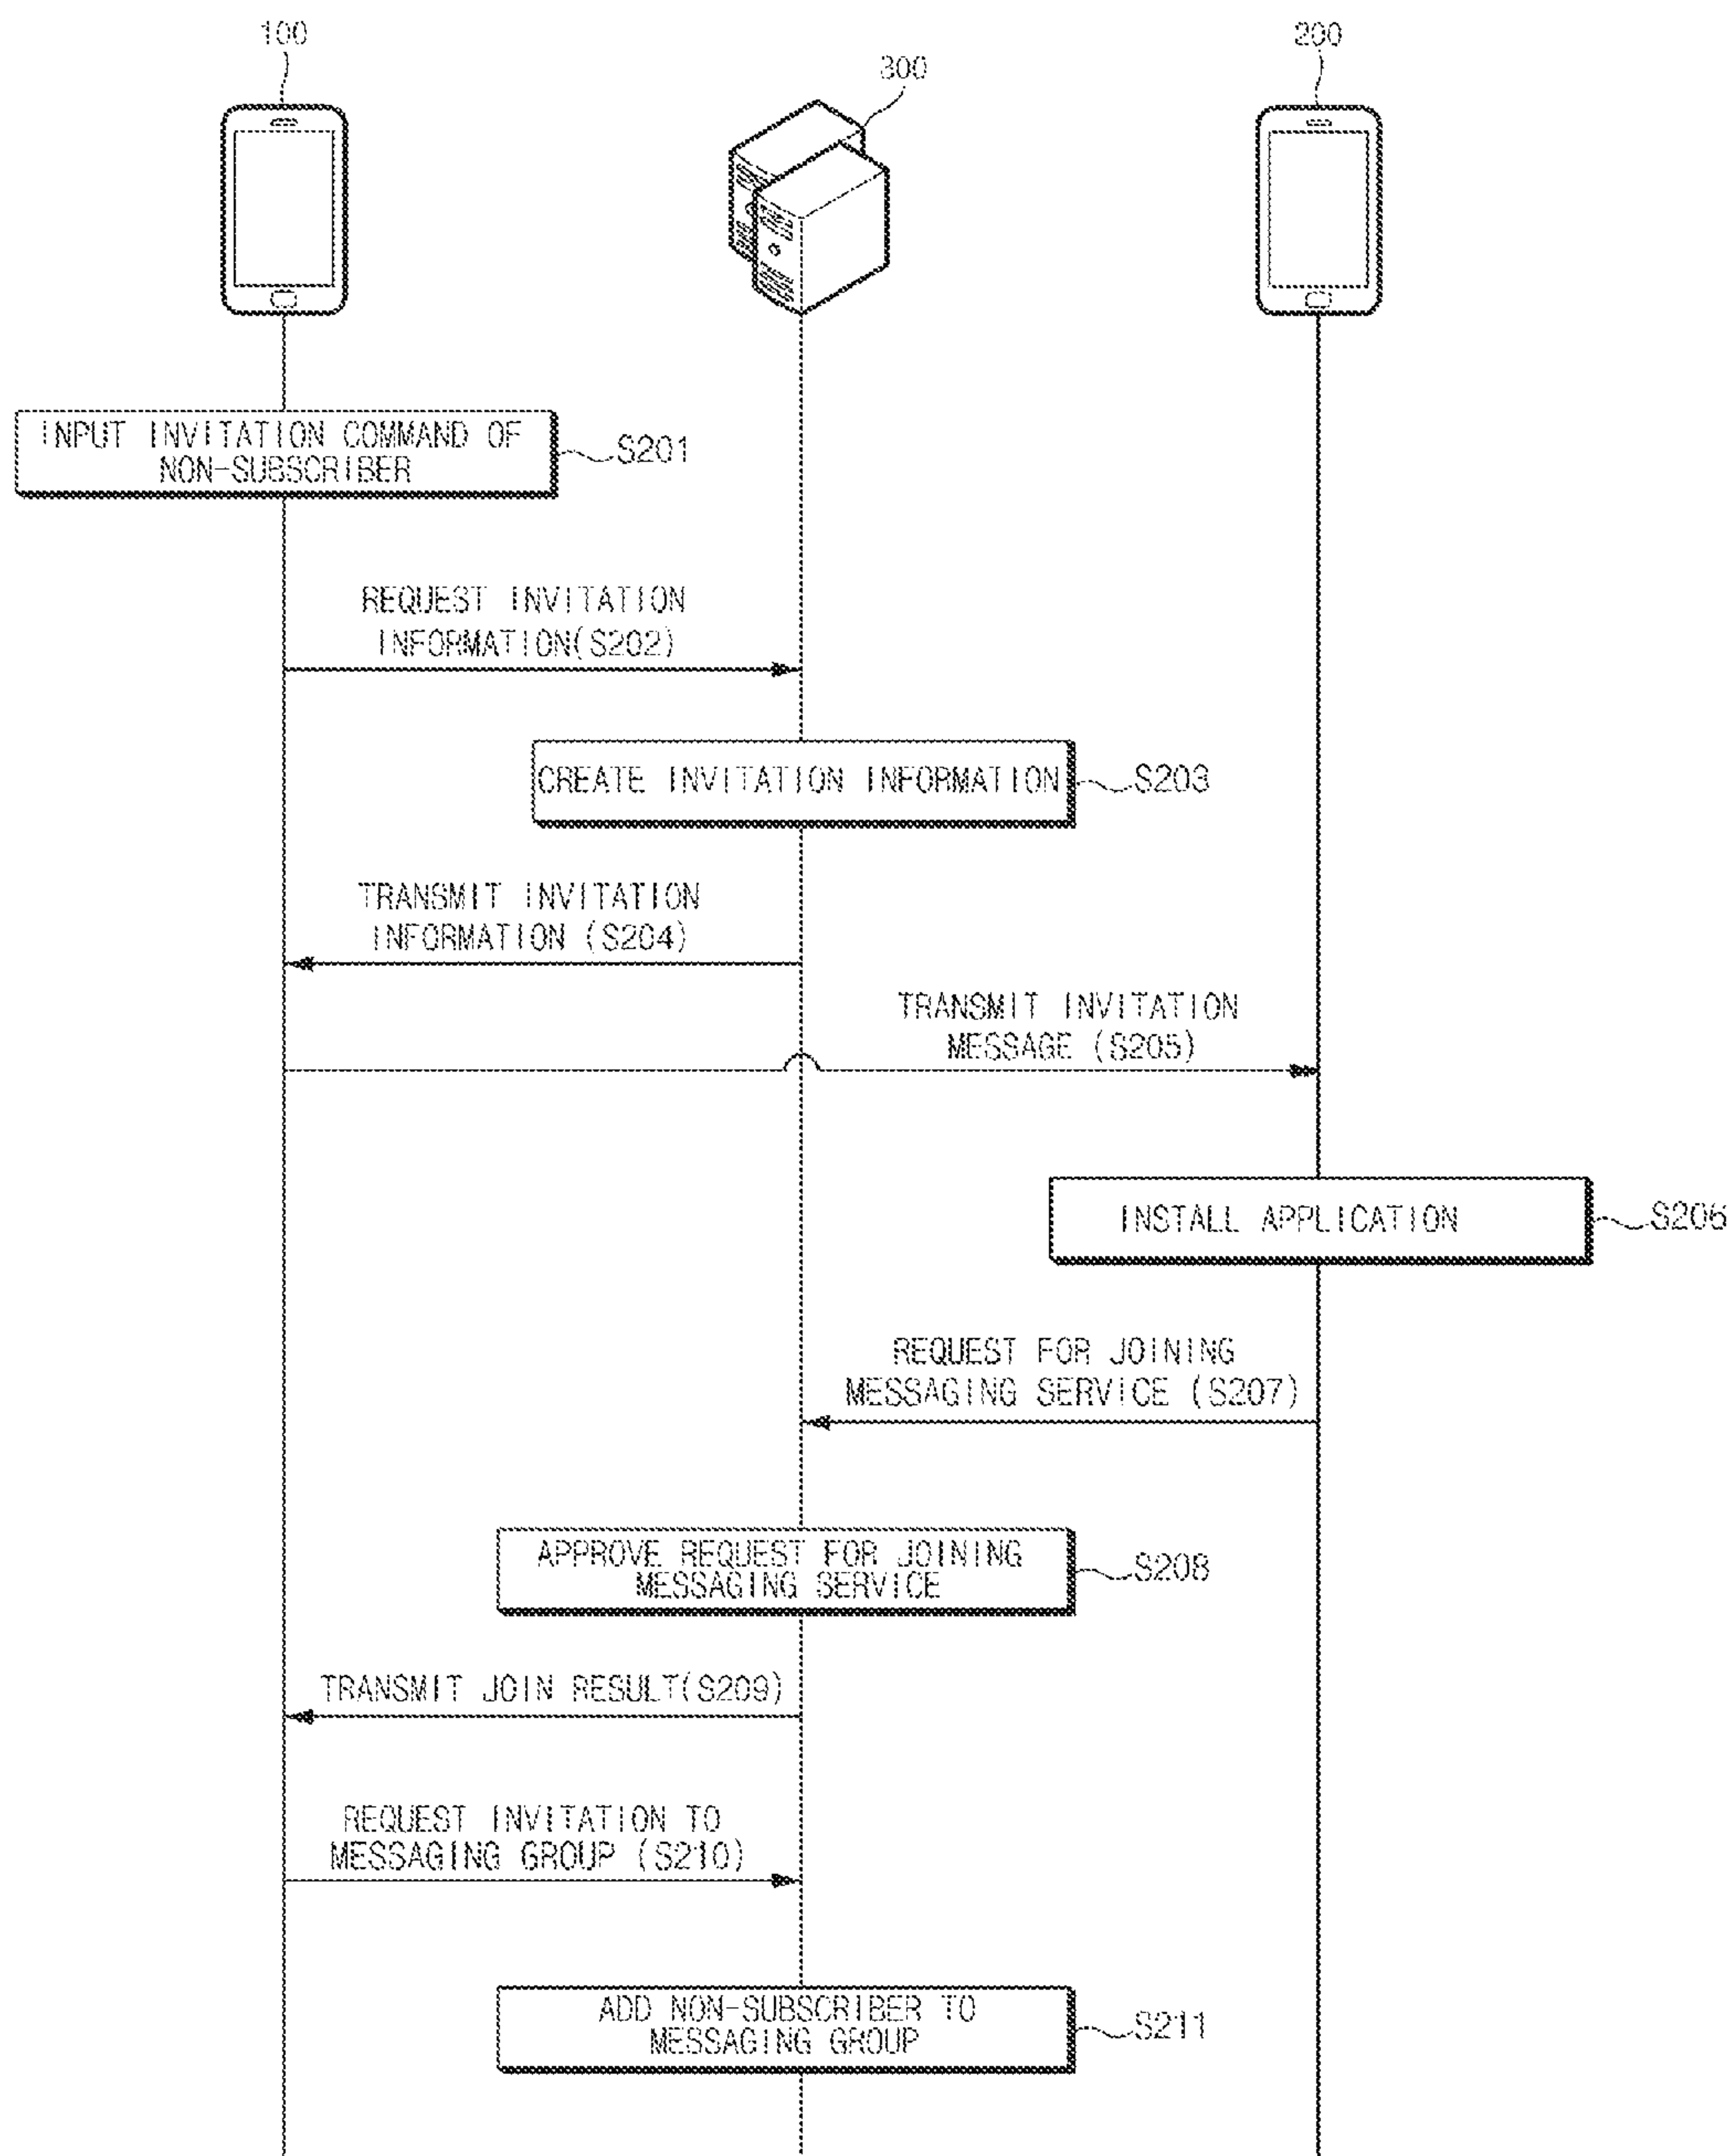 100
300
200
INPUT INVITATION COMMAND OF
NON-SUBSCRIBER
S201
REQUEST INVITATION
INFORMATION(S202)
CREATE INVITATION INFORMATION
S203
TRANSMIT INVITATION
INFORMATION (S204)
TRANSMIT INVITATION
MESSAGE (S205)
INSTALL APPLICATION
S206
REQUEST FOR JOINING
MESSAGING SERVICE (S207)
APPROVE REQUEST FOR JOINING
MESSAGING SERVICE
S208
TRANSMIT JOIN RESULT(S209)
REQUEST INVITATION TO
MESSAGING GROUP (S210)
ADD NON-SUBSCRIBER TO
MESSAGING GROUP
S211